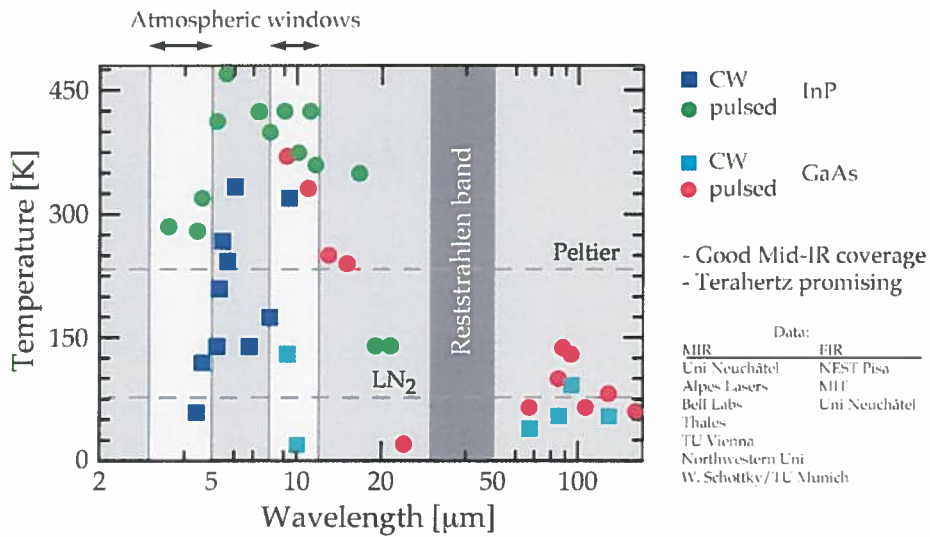 Atmospheric windows
Temperature [K]
450
300
150
0
Peltier
LN2
Reststrahlen band
2
5
10
20
50
100
Wavelength [µm]
CW
pulsed
InP
CW
pulsed
GaAs
- Good Mid-IR coverage
- Terahertz promising
Data:
MIR FIR
Uni Neuchâtel NEST Pisa
Alpes Lasers MIT
Bell Labs Uni Neuchâtel
Thales
TU Vienna
Northwestern Uni
W. Schottky/TU Munich